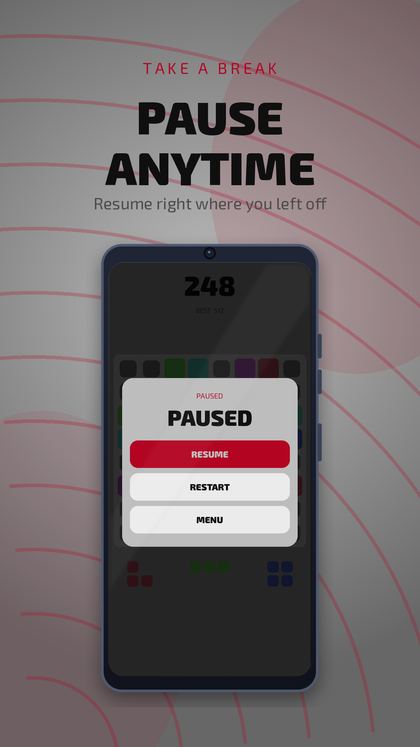 TAKE A BREAK
PAUSE
ANYTIME
Resume right where you left off
248
PAUSED
PAUSED
RESUME
RESTART
MENU